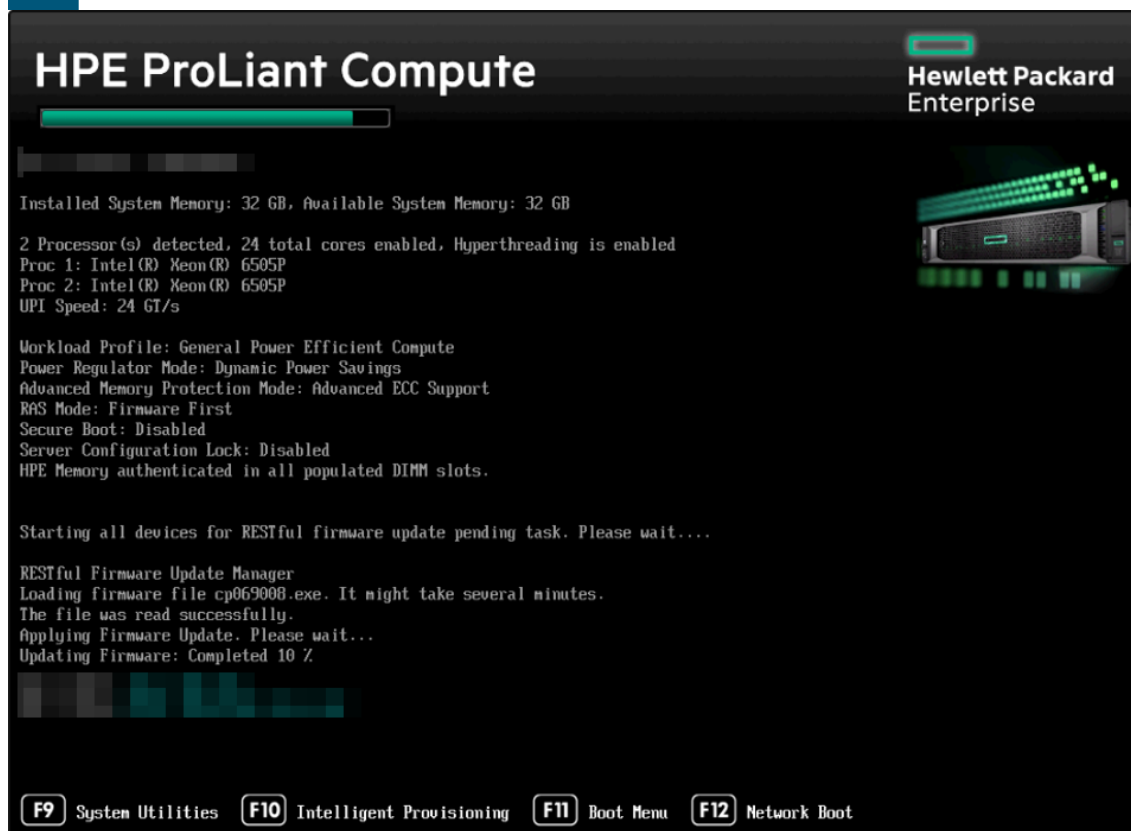 HPE ProLiant Compute
Hewlett Packard
Enterprise
Installed System Memory: 32 GB, Available System Memory: 32 GB
2 Processor(s) detected, 24 total cores enabled, Hyperthreading is enabled
Proc 1: Intel(R) Xeon(R) 6505P
Proc 2: Intel(R) Xeon(R) 6505P
UPI Speed: 24 GT/s
Workload Profile: General Power Efficient Compute
Power Regulator Mode: Dynamic Power Savings
Advanced Memory Protection Mode: Advanced ECC Support
RAS Mode: Firmware First
Secure Boot: Disabled
Server Configuration Lock: Disabled
HPE Memory authenticated in all populated DIMM slots.
Starting all devices for RESTful firmware update pending task. Please wait....
RESTful Firmware Update Manager
Loading firmware file cp069008.exe. It might take several minutes.
The file was read successfully.
Applying Firmware Update. Please wait...
Updating Firmware: Completed 10 %
F9 System Utilities F10 Intelligent Provisioning F11 Boot Menu F12 Network Boot